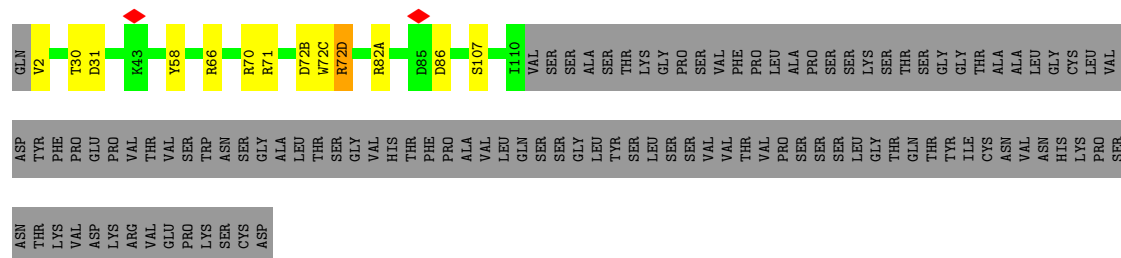 GLN V2 T30 D31 K43 Y58 R66 R70 R71 D72B W72C R72D R82A D85 D86 S107 I110 VAL SER SER ALA SER THR LYS GLY PRO SER VAL PHE PRO LEU ALA PRO SER SER LYS SER THR SER GLY GLY THR ALA ALA LEU GLY CYS LEU VAL
ASP TYR PHE PRO GLU PRO VAL THR VAL SER TRP ASN SER GLY ALA LEU THR SER GLY VAL HIS THR PHE PRO ALA VAL LEU GLN SER SER GLY LEU TYR SER LEU SER SER VAL VAL THR VAL PRO SER SER SER LEU GLY THR GLN THR TYR ILE CYS ASN VAL ASN HIS LYS PRO SER
ASN THR LYS VAL ASP LYS ARG VAL GLU PRO LYS SER CYS ASP